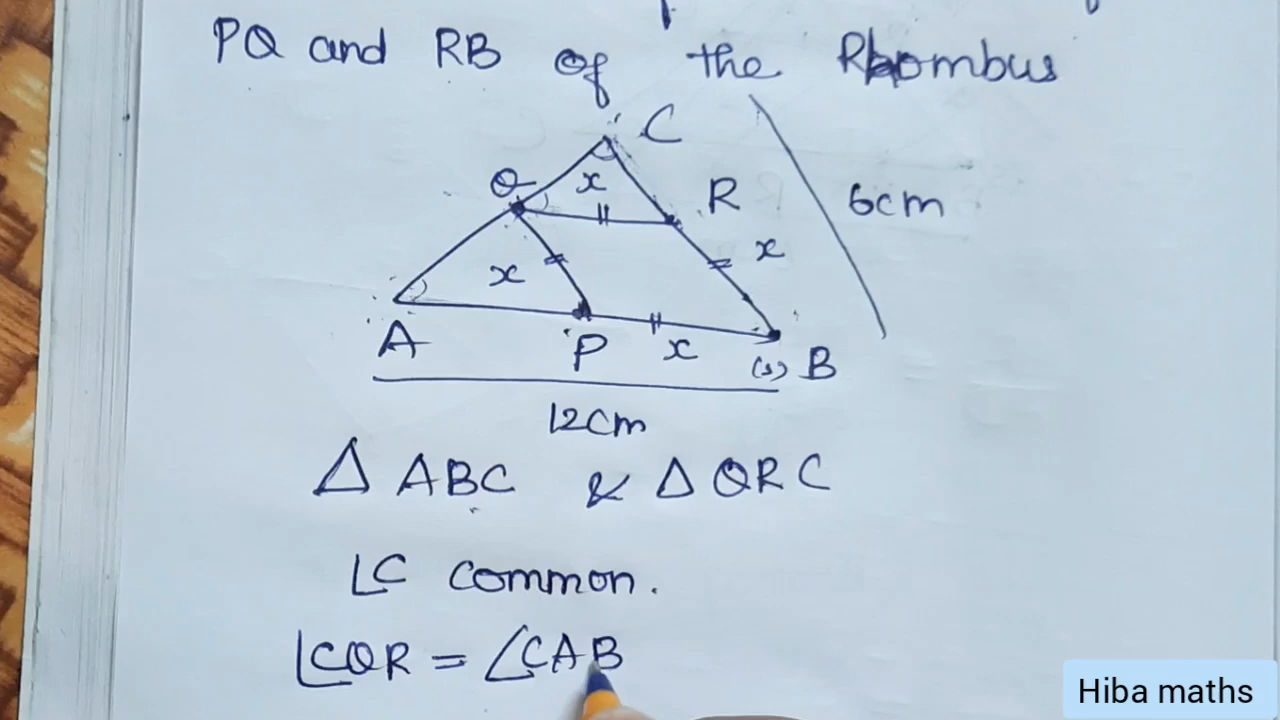 PQ and RB of the Rhombus
C
Q
x
R
6cm
x
x
A
P
x
(s) B
12cm
△ ABC & △ QRC
∠C common.
∠CQR = ∠CAB
Hiba maths